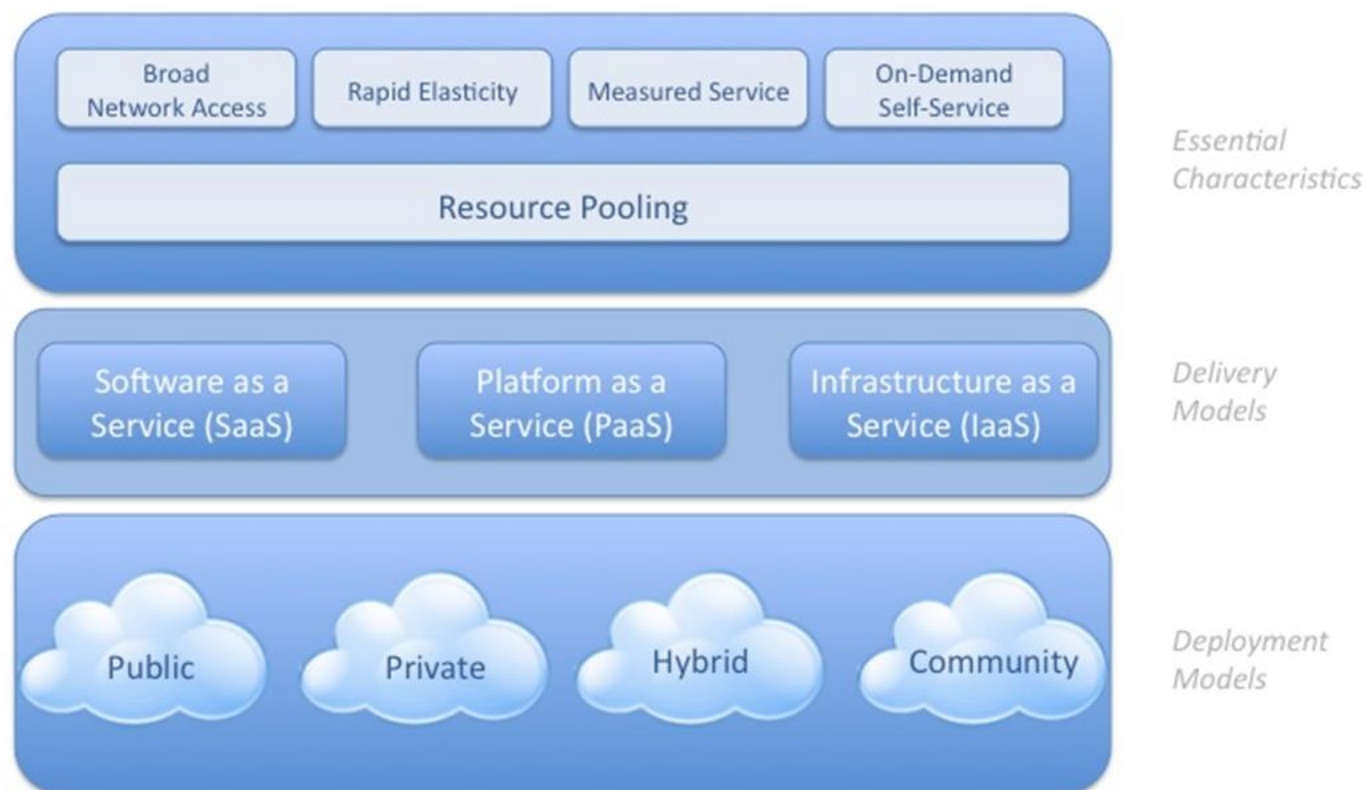 Broad
Network Access
Rapid Elasticity
Measured Service
On-Demand
Self-Service
Resource Pooling
Essential
Characteristics
Software as a
Service (SaaS)
Platform as a
Service (PaaS)
Infrastructure as a
Service (IaaS)
Delivery
Models
Public
Private
Hybrid
Community
Deployment
Models